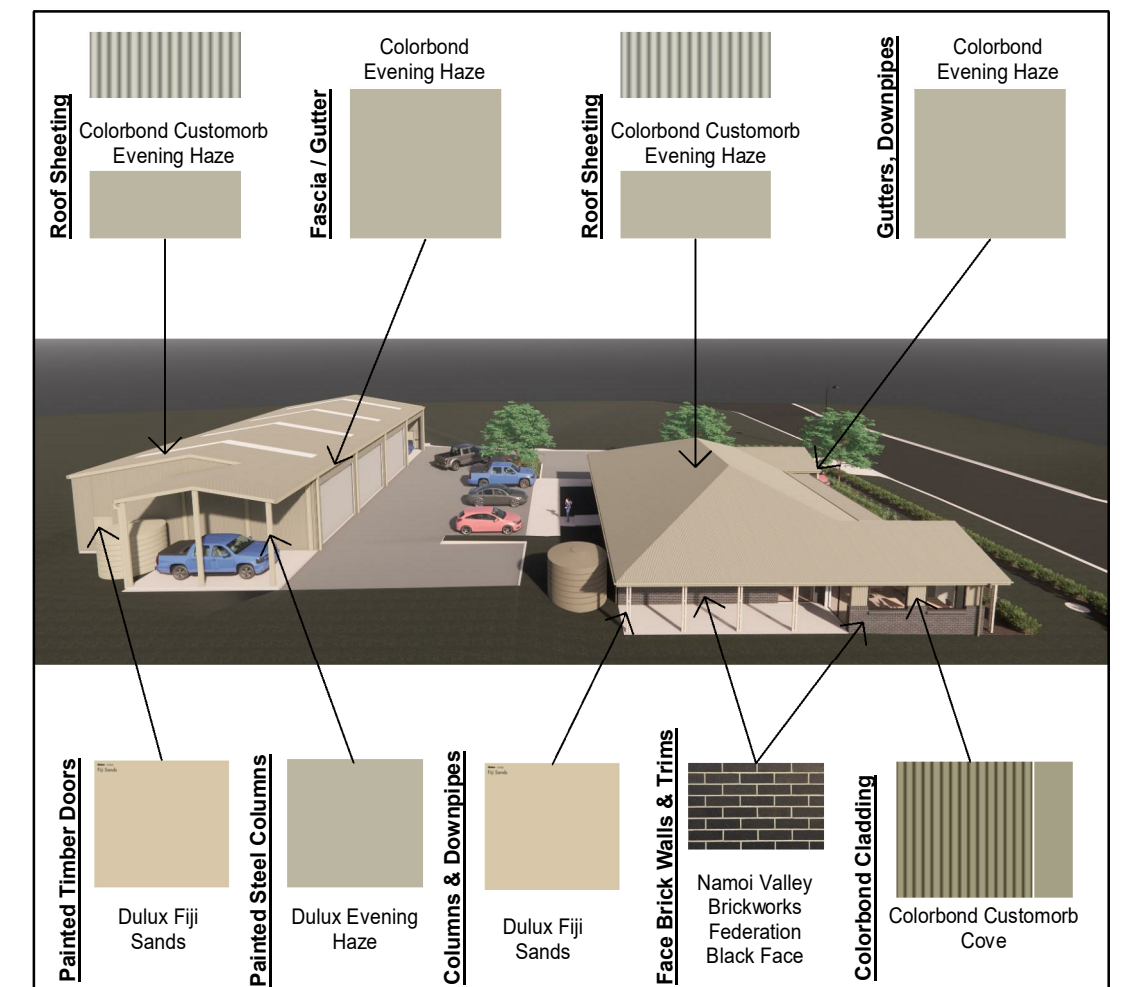 Roof Sheeting
Colorbond Customorb
Evening Haze
Fascia / Gutter
Colorbond
Evening Haze
Roof Sheeting
Colorbond Customorb
Evening Haze
Gutters, Downpipes
Colorbond
Evening Haze
Painted Timber Doors
Fiji Sands
Dulux Fiji
Sands
Painted Steel Columns
Dulux Evening
Haze
Columns & Downpipes
Fiji Sands
Dulux Fiji
Sands
Face Brick Walls & Trims
Namoi Valley
Brickworks
Federation
Black Face
Colorbond Cladding
Colorbond Customorb
Cove